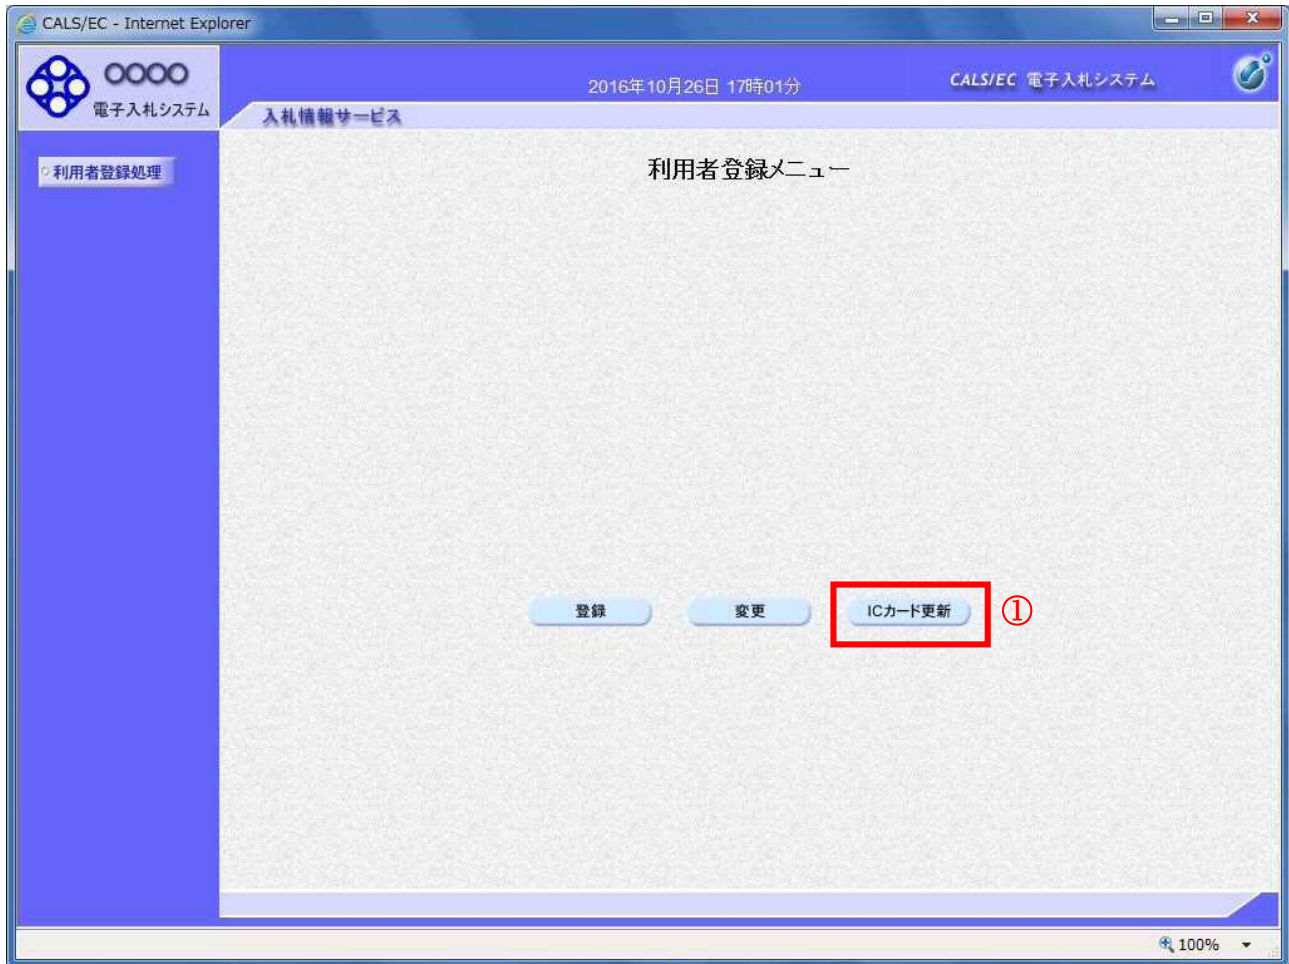 CALS/EC - Internet Explorer
○○○○
電子入札システム
2016年10月26日 17時01分
CALS/EC 電子入札システム
入札情報サービス
利用者登録処理
利用者登録メニュー
登録
変更
ICカード更新
①
100%